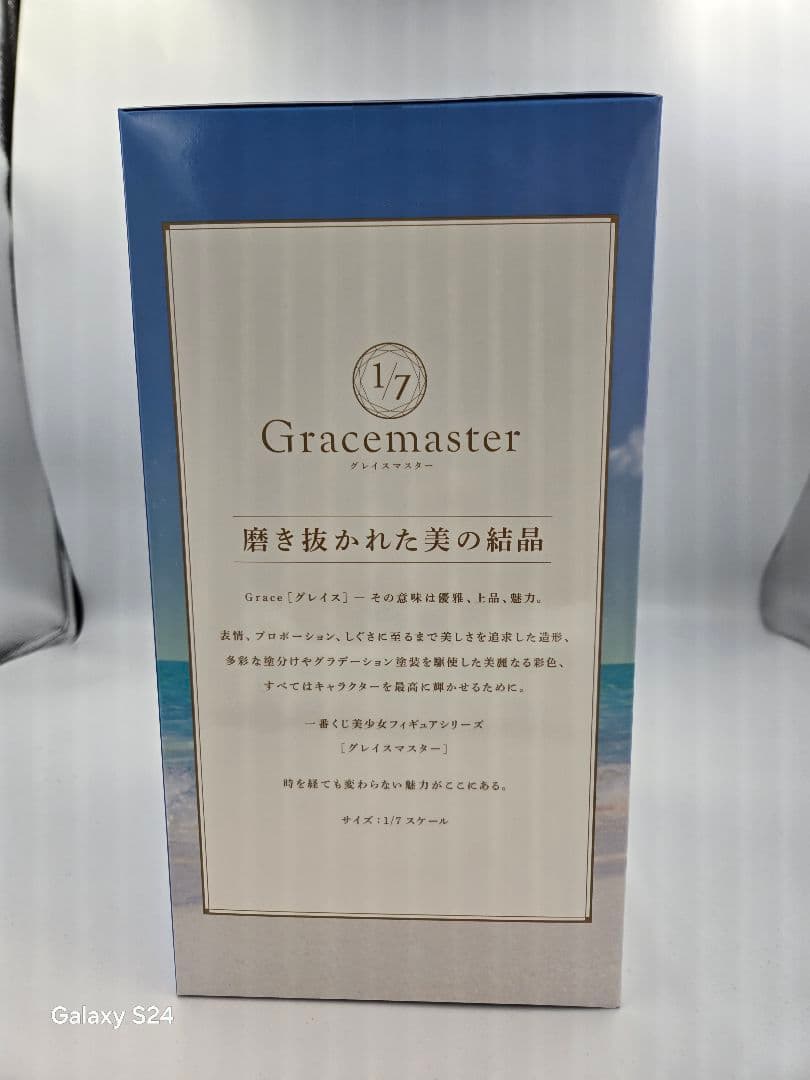 1/7
Gracemaster
グレイスマスター
磨き抜かれた美の結晶
Grace[グレイス]— その意味は優雅、上品、魅力。
表情、プロポーション、しぐさに至るまで美しさを追求した造形、
多彩な塗分けやグラデーション塗装を駆使した美麗なる彩色、
すべてはキャラクターを最高に輝かせるために。
一番くじ美少女フィギュアシリーズ
[グレイスマスター]
時を経ても変わらない魅力がここにある。
サイズ:1/7 スケール
Galaxy S24